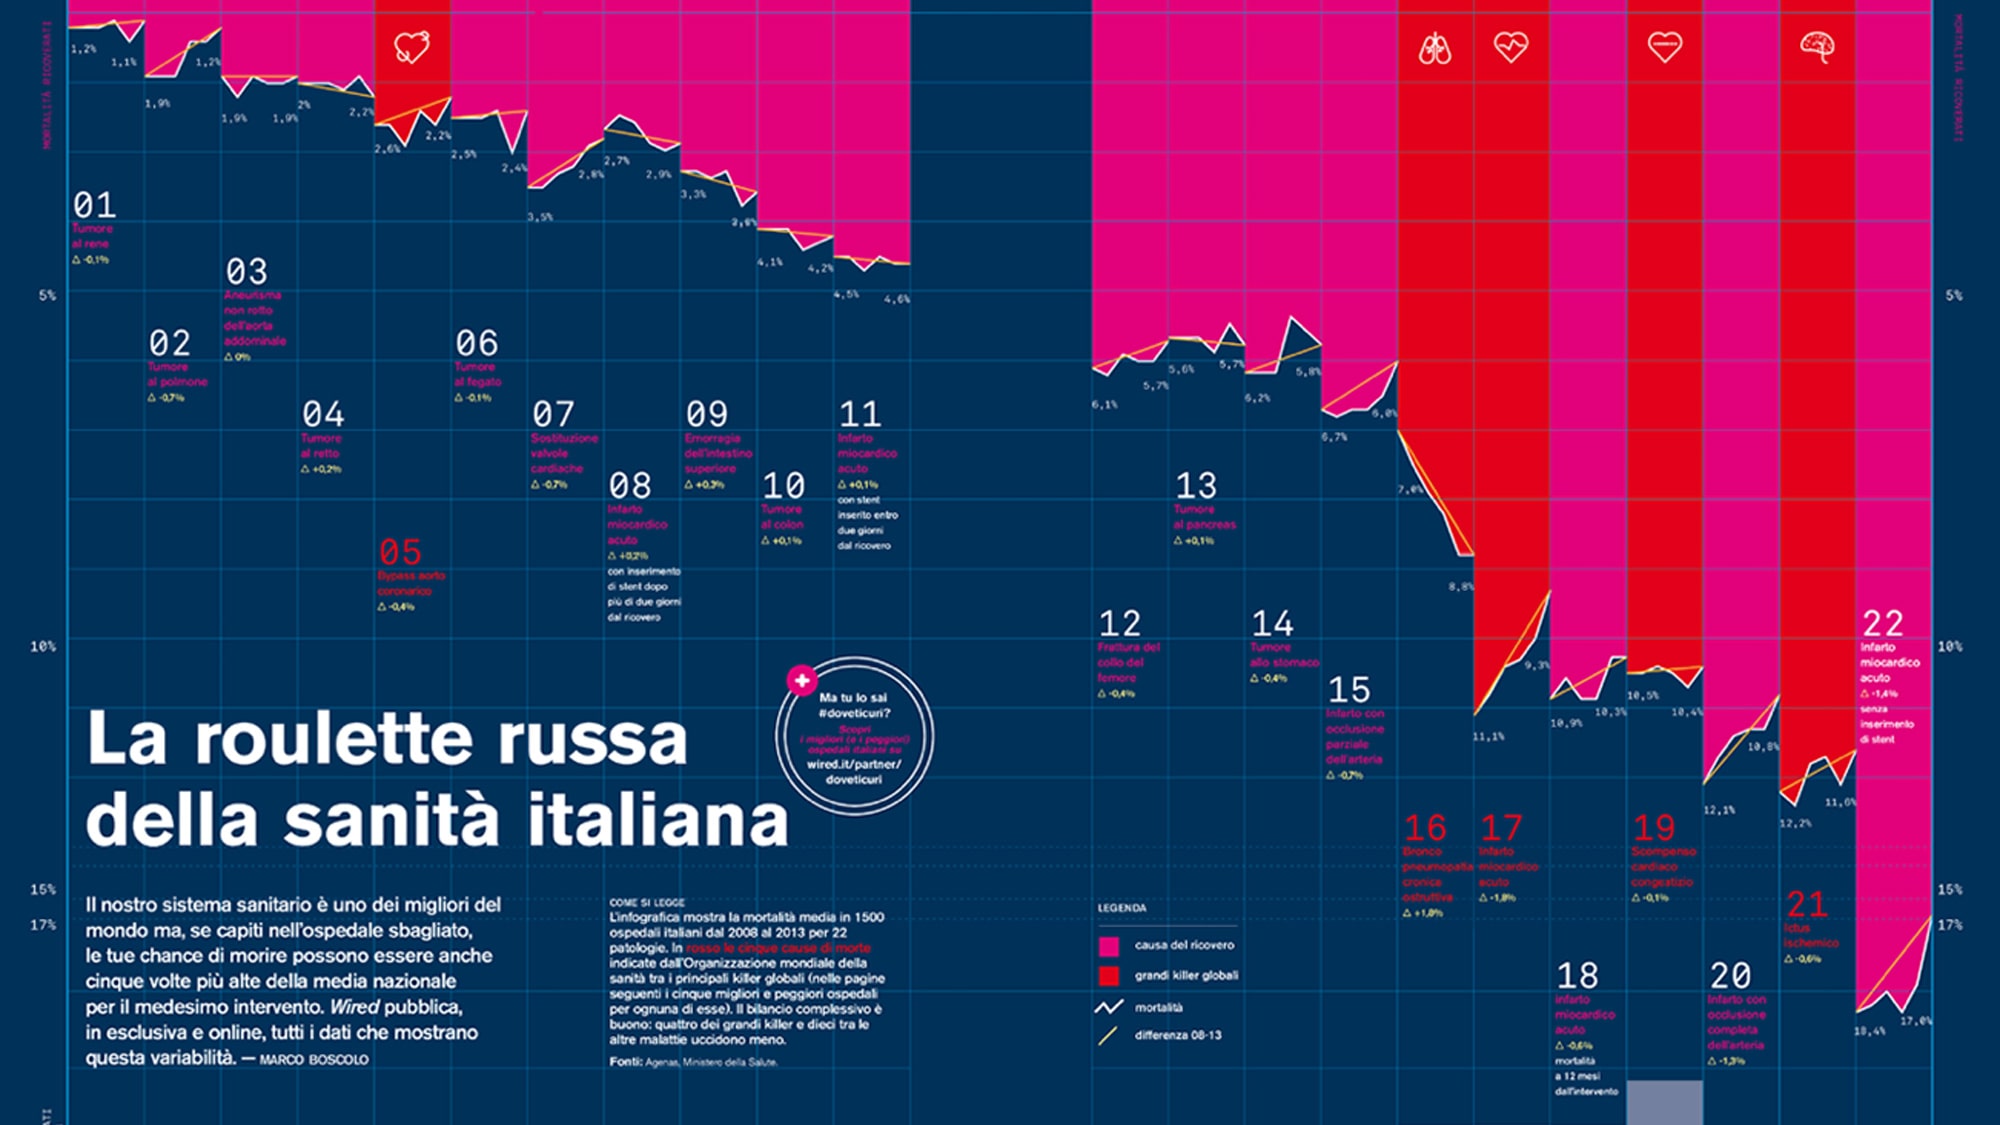 MORTALITÀ RICOVERATI
MORTALITÀ RICOVERATI
1,2%
1,1%
1,9%
1,2%
1,9%
1,9%
2%
2,2%
2,6%
2,2%
2,5%
2,4%
3,5%
2,8%
2,7%
2,9%
3,3%
4,1%
4,2%
4,5%
4,6%
6,1%
5,7%
5,6%
5,7%
6,2%
5,8%
6,7%
6,0%
7,0%
8,8%
11,1%
9,3%
10,9%
10,3%
10,5%
10,4%
12,1%
10,8%
12,2%
11,6%
18,4%
17,0%
5%
10%
15%
17%
5%
10%
15%
17%
01
Tumore
al rene
△ -0,1%
02
Tumore
al polmone
△ -0,7%
03
Aneurisma
non rotto
dell'aorta
addominale
△ 0%
04
Tumore
al retto
△ +0,2%
05
Bypass aorto
coronarico
△ -0,4%
06
Tumore
al fegato
△ -0,1%
07
Sostituzione
valvole
cardiache
△ -0,7%
08
Infarto
miocardico
acuto
△ +0,2%
con inserimento
di stent dopo
più di due giorni
dal ricovero
09
Emorragia
dell'intestino
superiore
△ +0,3%
10
Tumore
al colon
△ +0,1%
11
Infarto
miocardico
acuto
△ +0,1%
con stent
inserito entro
due giorni
dal ricovero
12
Frattura del
collo del
femore
△ -0,4%
13
Tumore
al pancreas
△ +0,1%
14
Tumore
allo stomaco
△ -0,4%
15
Infarto con
occlusione
parziale
dell'arteria
△ -0,7%
16
Bronco
pneumopatia
cronica
ostruttiva
△ +1,8%
17
Infarto
miocardico
acuto
△ -1,8%
18
infarto
miocardico
acuto
△ -0,6%
mortalità
a 12 mesi
dall'intervento
19
Scompenso
cardiaco
congestizio
△ -0,1%
20
Infarto con
occlusione
completa
dell'arteria
△ -1,3%
21
Ictus
ischemico
△ -0,6%
22
Infarto
miocardico
acuto
△ -1,4%
senza
inserimento
di stent
La roulette russa
della sanità italiana
Ma tu lo sai
#doveticuri?
Scopri
i migliori (e i peggiori)
ospedali italiani su
wired.it/partner/
doveticuri
Il nostro sistema sanitario è uno dei migliori del
mondo ma, se capiti nell'ospedale sbagliato,
le tue chance di morire possono essere anche
cinque volte più alte della media nazionale
per il medesimo intervento. Wired pubblica,
in esclusiva e online, tutti i dati che mostrano
questa variabilità. — MARCO BOSCOLO
COME SI LEGGE
L'infografica mostra la mortalità media in 1500
ospedali italiani dal 2008 al 2013 per 22
patologie. In rosso le cinque cause di morte
indicate dall'Organizzazione mondiale della
sanità tra i principali killer globali (nelle pagine
seguenti i cinque migliori e peggiori ospedali
per ognuna di esse). Il bilancio complessivo è
buono: quattro dei grandi killer e dieci tra le
altre malattie uccidono meno.
Fonti: Agenas, Ministero della Salute.
LEGENDA
causa del ricovero
grandi killer globali
mortalità
differenza 08-13